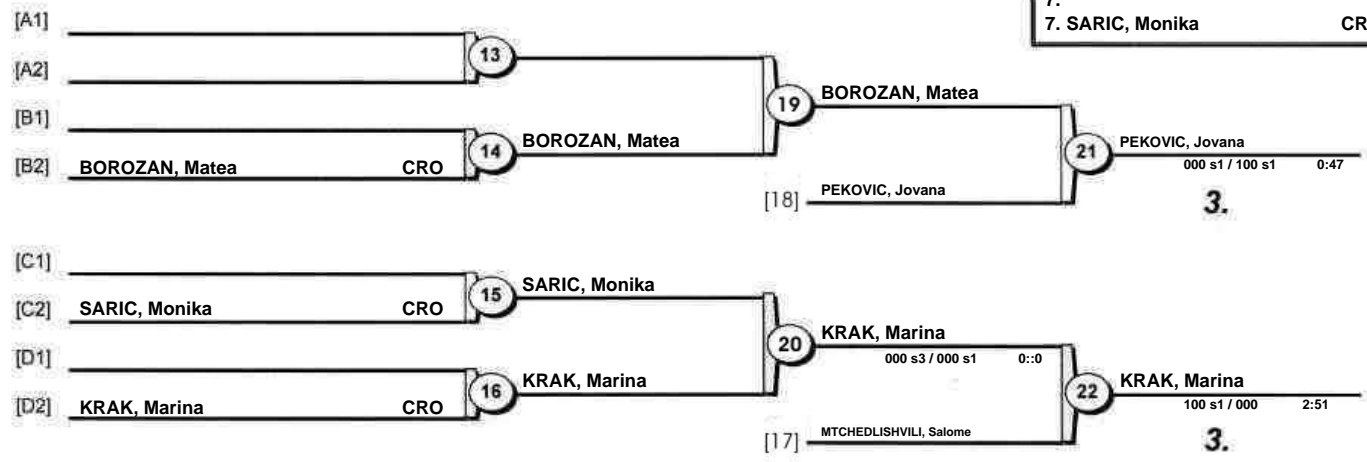 7.
7. SARIC, Monika CR
[A1]
13
[A2]
BOROZAN, Matea
19
[B1]
BOROZAN, Matea
14
PEKOVIC, Jovana
21
000 s1 / 100 s1 0:47
[B2] BOROZAN, Matea CRO
[18] PEKOVIC, Jovana
3.
[C1]
SARIC, Monika
15
[C2] SARIC, Monika CRO
KRAK, Marina
20
000 s3 / 000 s1 0::0
[D1]
KRAK, Marina
16
KRAK, Marina
22
100 s1 / 000 2:51
[D2] KRAK, Marina CRO
[17] MTCHEDLISHVILI, Salome
3.